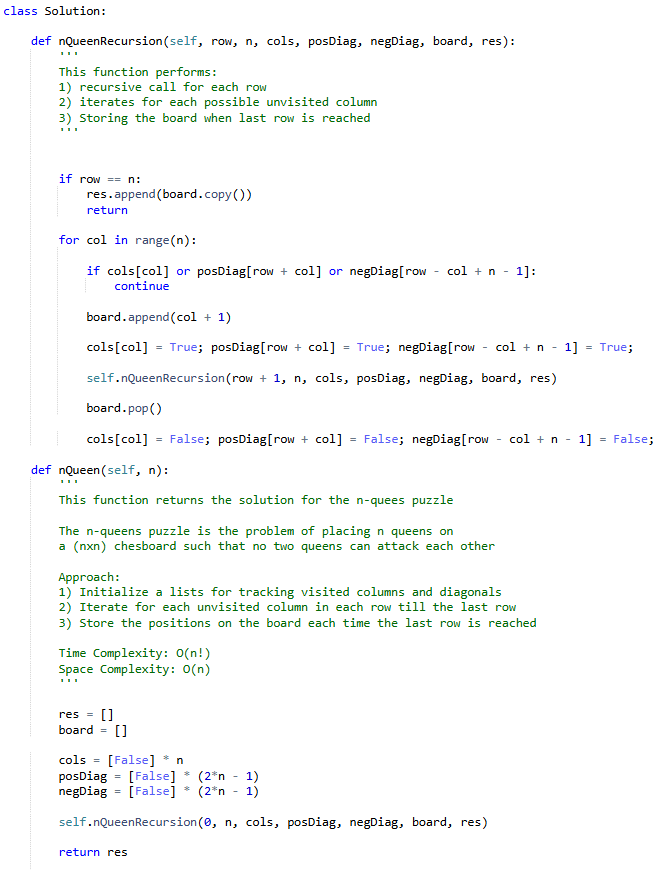 class Solution:
def nQueenRecursion(self, row, n, cols, posDiag, negDiag, board, res):
'''
This function performs:
1) recursive call for each row
2) iterates for each possible unvisited column
3) Storing the board when last row is reached
'''
if row == n:
res.append(board.copy())
return
for col in range(n):
if cols[col] or posDiag[row + col] or negDiag[row - col + n - 1]:
continue
board.append(col + 1)
cols[col] = True; posDiag[row + col] = True; negDiag[row - col + n - 1] = True;
self.nQueenRecursion(row + 1, n, cols, posDiag, negDiag, board, res)
board.pop()
cols[col] = False; posDiag[row + col] = False; negDiag[row - col + n - 1] = False;
def nQueen(self, n):
'''
This function returns the solution for the n-quees puzzle
The n-queens puzzle is the problem of placing n queens on
a (nxn) chesboard such that no two queens can attack each other
Approach:
1) Initialize a lists for tracking visited columns and diagonals
2) Iterate for each unvisited column in each row till the last row
3) Store the positions on the board each time the last row is reached
Time Complexity: O(n!)
Space Complexity: O(n)
'''
res = []
board = []
cols = [False] * n
posDiag = [False] * (2*n - 1)
negDiag = [False] * (2*n - 1)
self.nQueenRecursion(0, n, cols, posDiag, negDiag, board, res)
return res